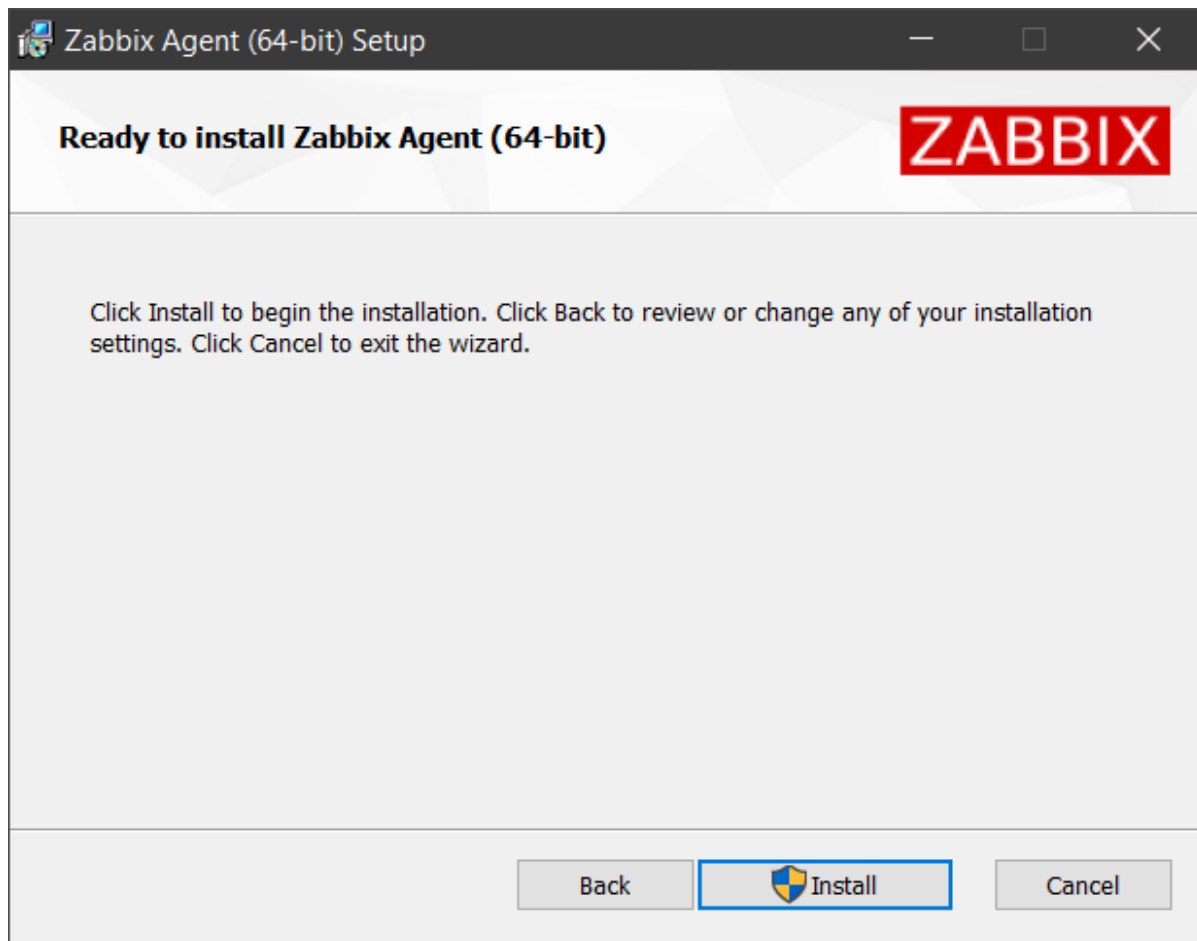 Zabbix Agent (64-bit) Setup
Ready to install Zabbix Agent (64-bit)
ZABBIX
Click Install to begin the installation. Click Back to review or change any of your installation
settings. Click Cancel to exit the wizard.
Back
Install
Cancel